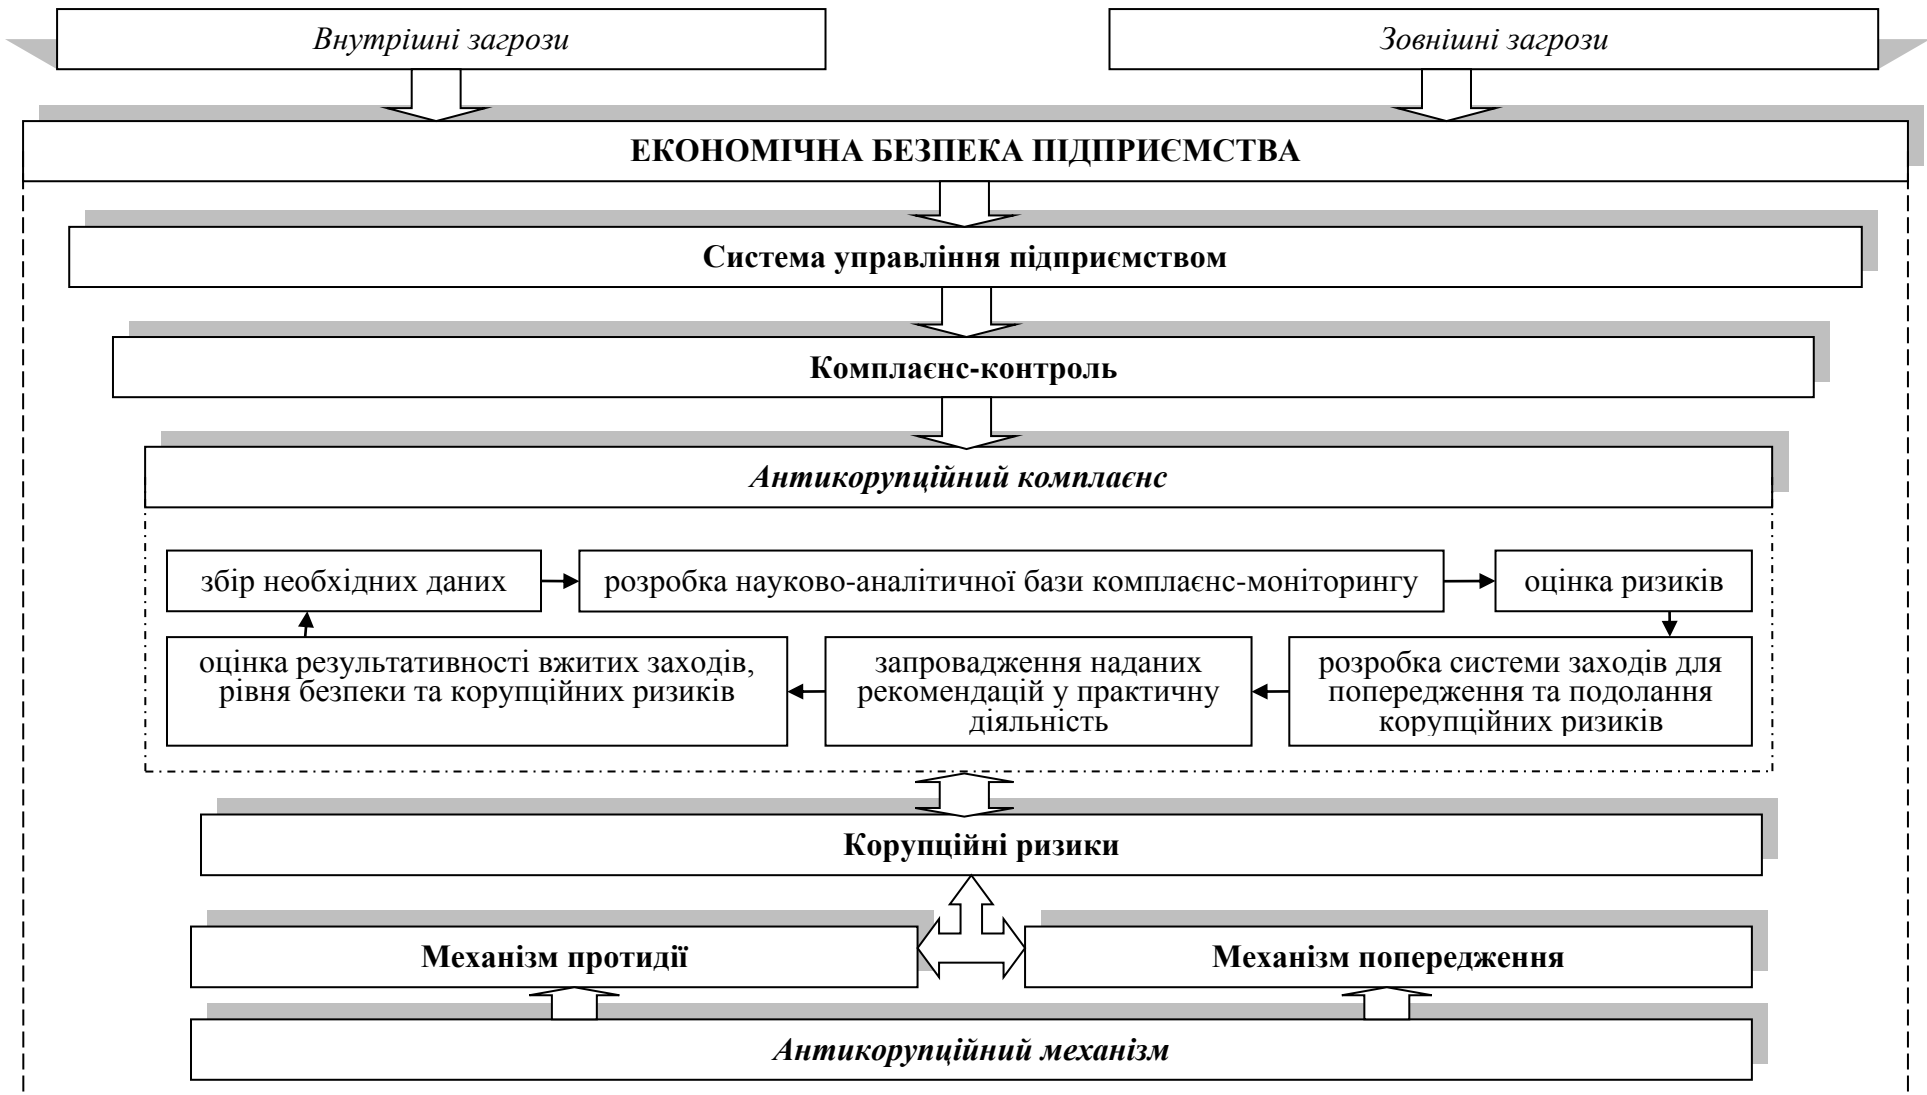 Внутрішні загрози
Зовнішні загрози
ЕКОНОМІЧНА БЕЗПЕКА ПІДПРИЄМСТВА
Система управління підприємством
Комплаєнс-контроль
Антикорупційний комплаєнс
збір необхідних даних
розробка науково-аналітичної бази комплаєнс-моніторингу
оцінка ризиків
оцінка результативності вжитих заходів,
рівня безпеки та корупційних ризиків
запровадження наданих
рекомендацій у практичну
діяльність
розробка системи заходів для
попередження та подолання
корупційних ризиків
Корупційні ризики
Механізм протидії
Механізм попередження
Антикорупційний механізм